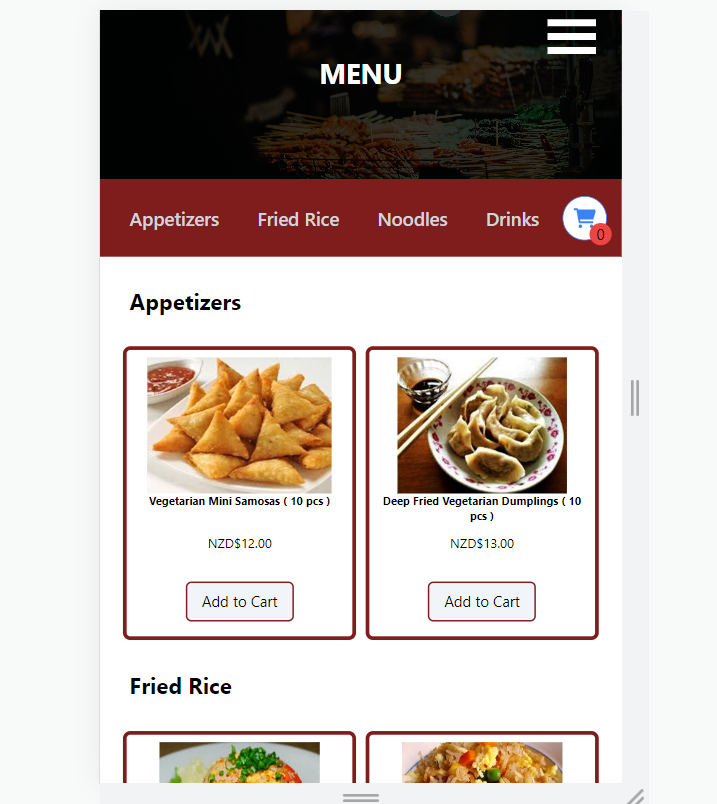 MENU
Appetizers Fried Rice Noodles Drinks 0
Appetizers
Vegetarian Mini Samosas ( 10 pcs )
NZD$12.00
Add to Cart
Deep Fried Vegetarian Dumplings ( 10
pcs )
NZD$13.00
Add to Cart
Fried Rice